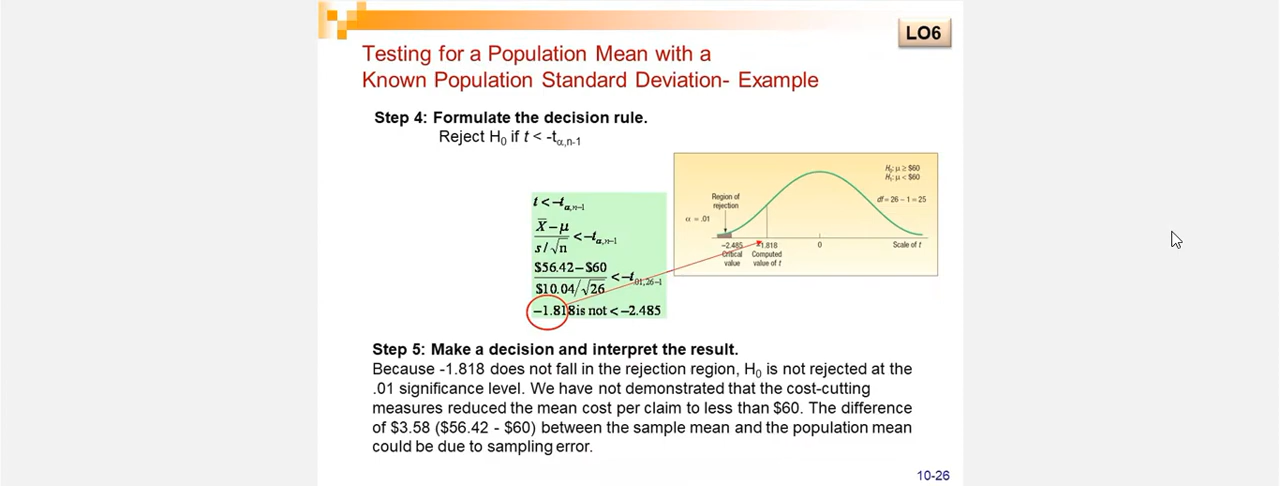 LO6
Testing for a Population Mean with a
Known Population Standard Deviation- Example
Step 4: Formulate the decision rule.
Reject H₀ if t < -tα,n-1
t<−tα,n−1
X̅−μ
s/√n
<−tα,n−1
$56.42−$60
$10.04/√26
<−t.01,26−1
−1.818is not<−2.485
H₀: μ ≥ $60
H₁: μ < $60
df = 26 − 1 = 25
Region of
rejection
α = .01
−2.485
Critical
value
1.818
Computed
value of t
0
Scale of t
Step 5: Make a decision and interpret the result.
Because -1.818 does not fall in the rejection region, H₀ is not rejected at the
.01 significance level. We have not demonstrated that the cost-cutting
measures reduced the mean cost per claim to less than $60. The difference
of $3.58 ($56.42 - $60) between the sample mean and the population mean
could be due to sampling error.
10-26